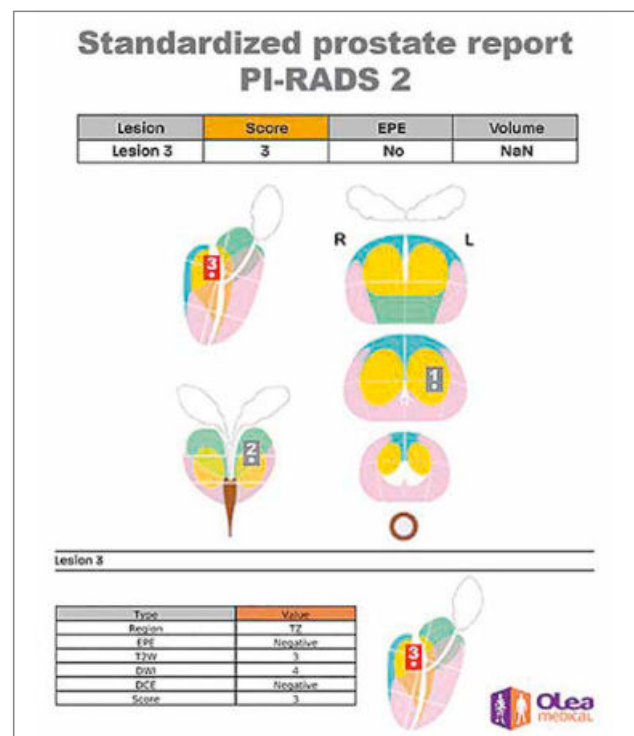 Standardized prostate report
PI-RADS 2
Lesion Score EPE Volume
Lesion 3 3 No NaN
R L
3
1
2
Lesion 3
Type Value
Region TZ
EPE Negative
T2W 3
DWI 4
DCE Negative
Score 3
3
Olea
medical